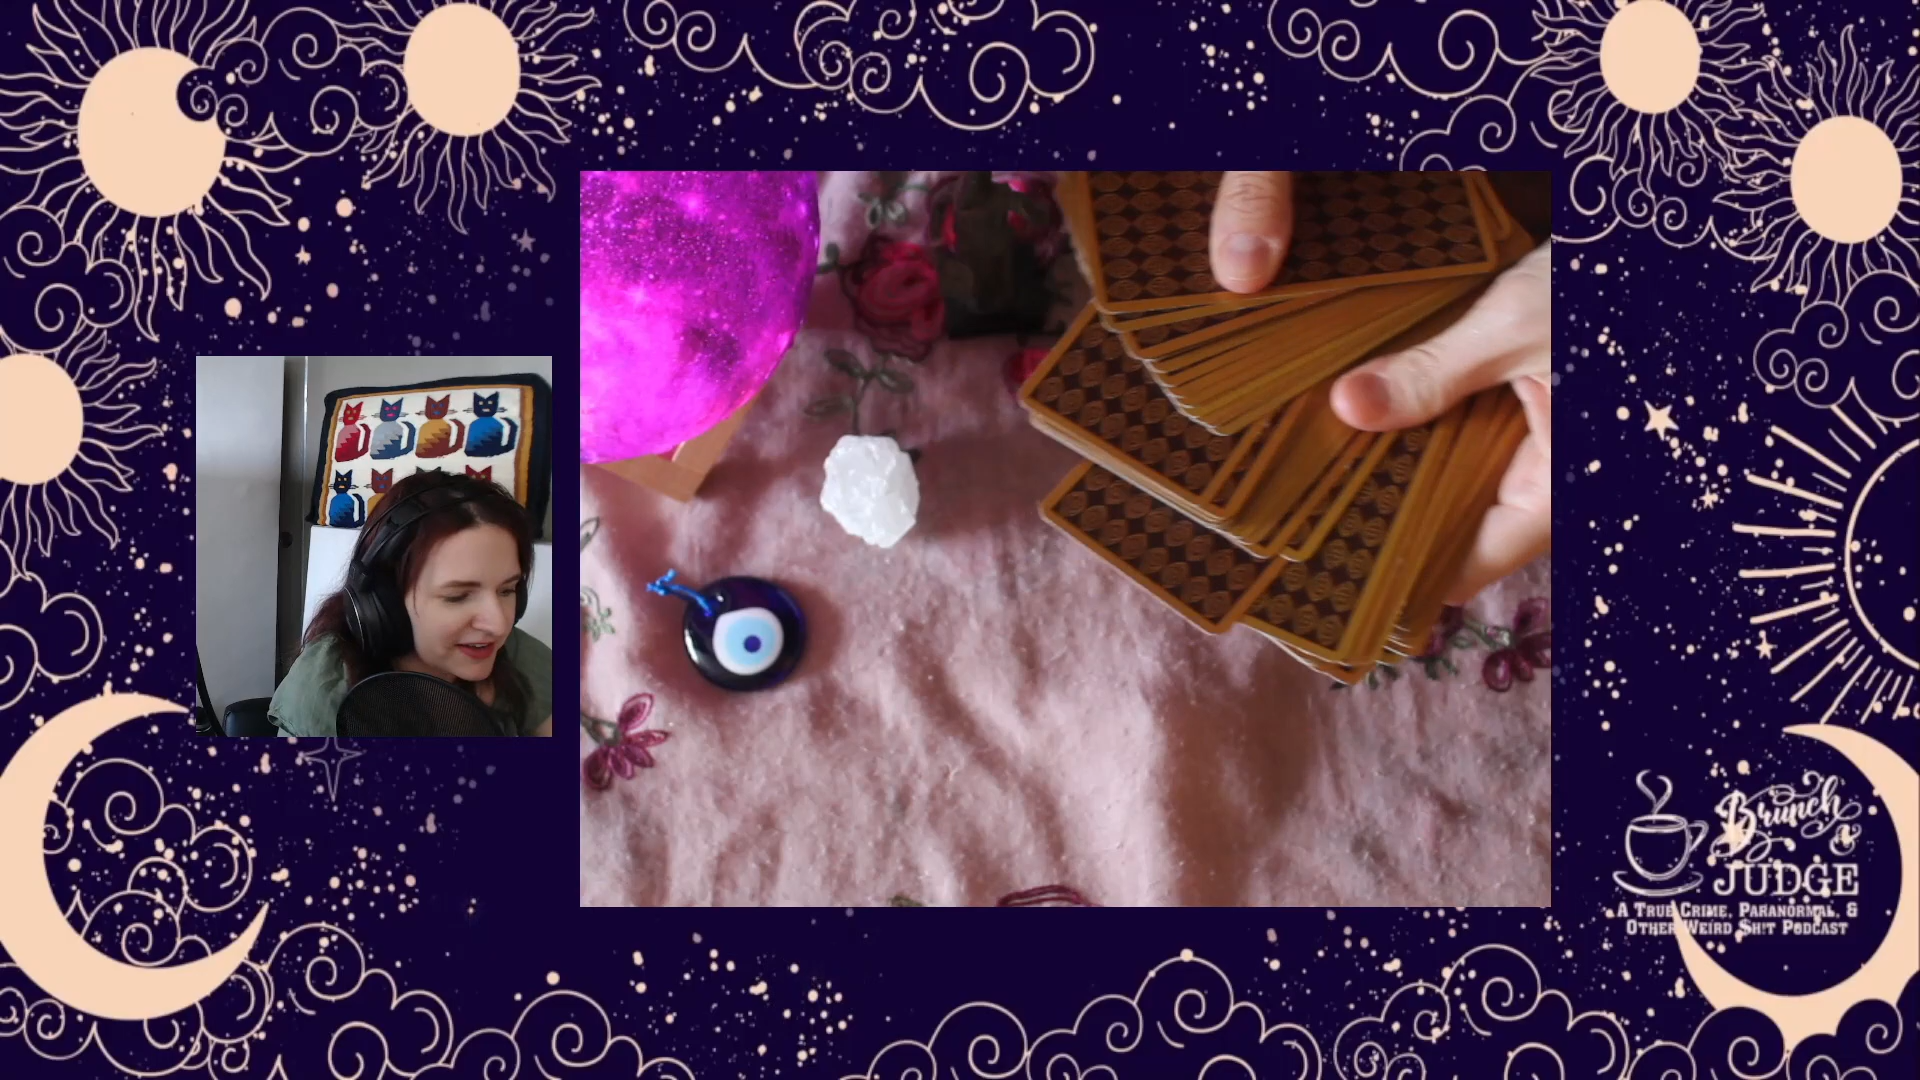 Brunch
&
JUDGE
A True Crime, Paranormal, &
Other Weird Sh!t Podcast